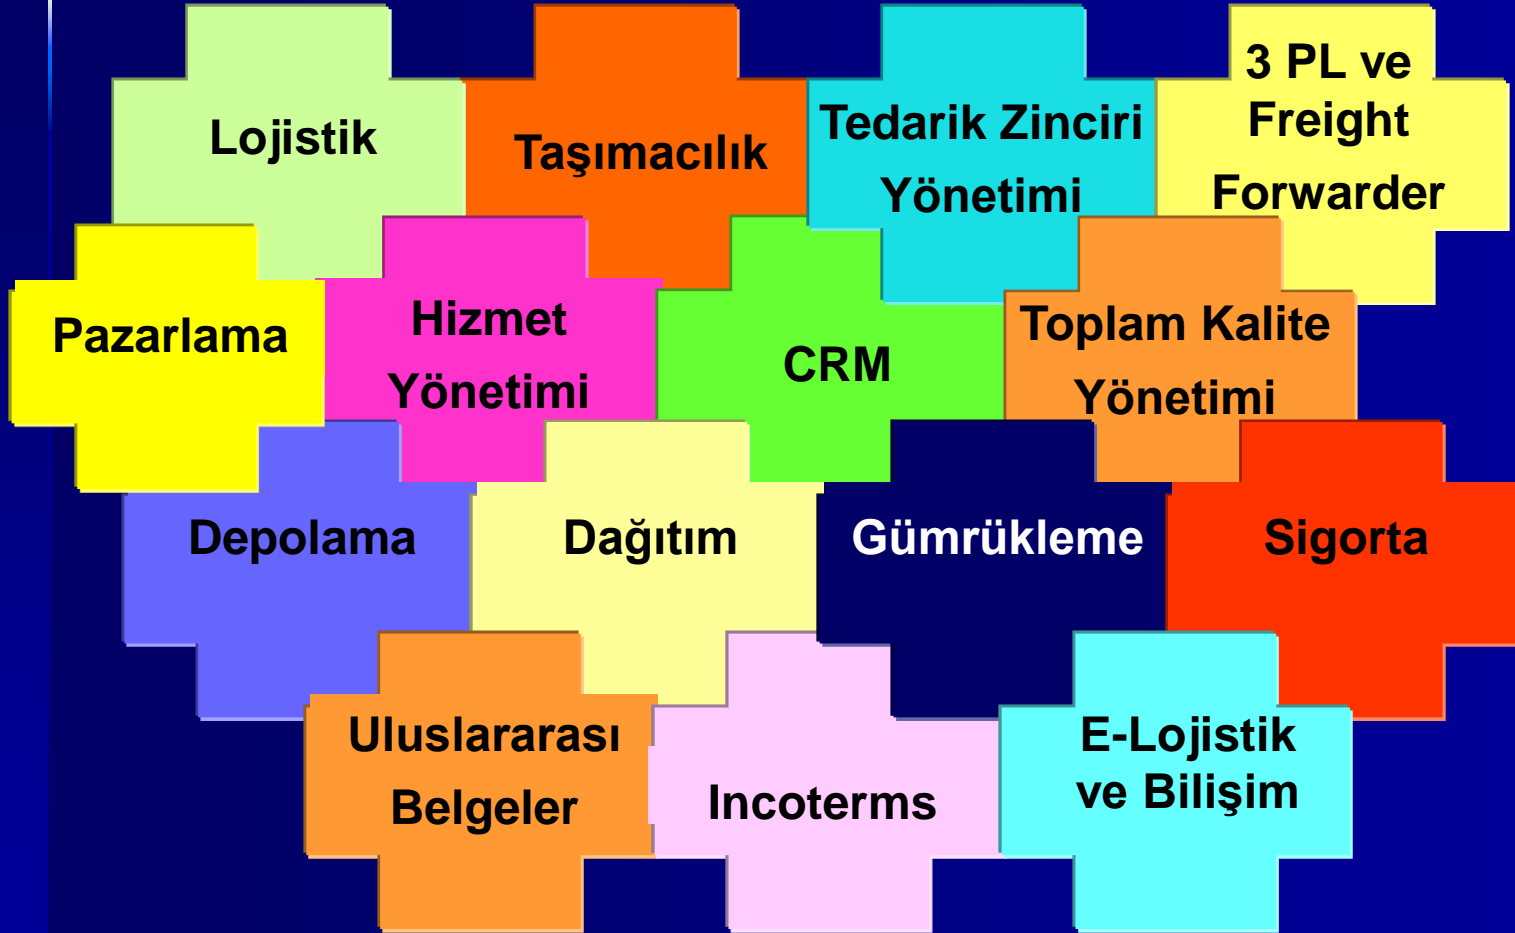 Lojistik
Taşımacılık
Tedarik Zinciri
Yönetimi
3 PL ve
Freight
Forwarder
Pazarlama
Hizmet
Yönetimi
CRM
Toplam Kalite
Yönetimi
Depolama
Dağıtım
Gümrükleme
Sigorta
Uluslararası
Belgeler
Incoterms
E-Lojistik
ve Bilişim